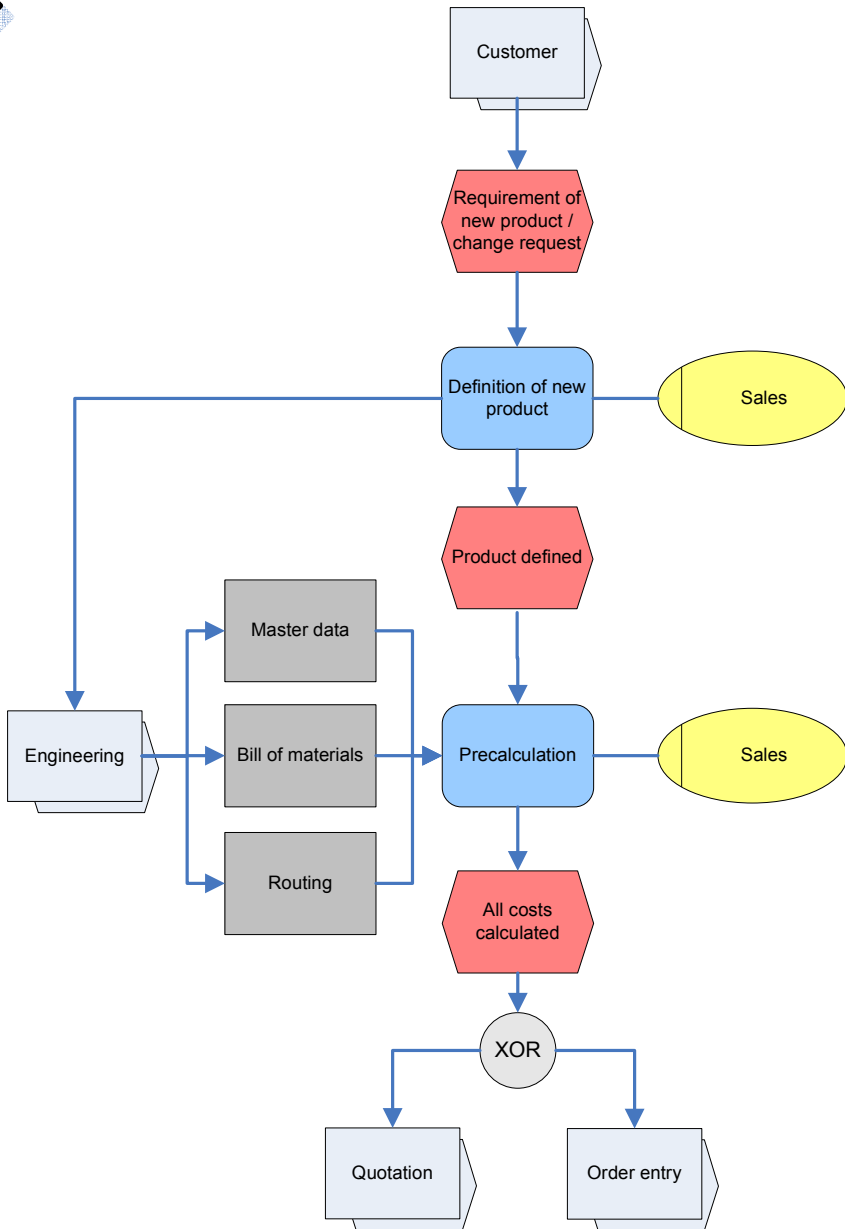 Customer
Requirement of
new product /
change request
Definition of new
product
Sales
Product defined
Master data
Engineering
Bill of materials
Precalculation
Sales
Routing
All costs
calculated
XOR
Quotation
Order entry